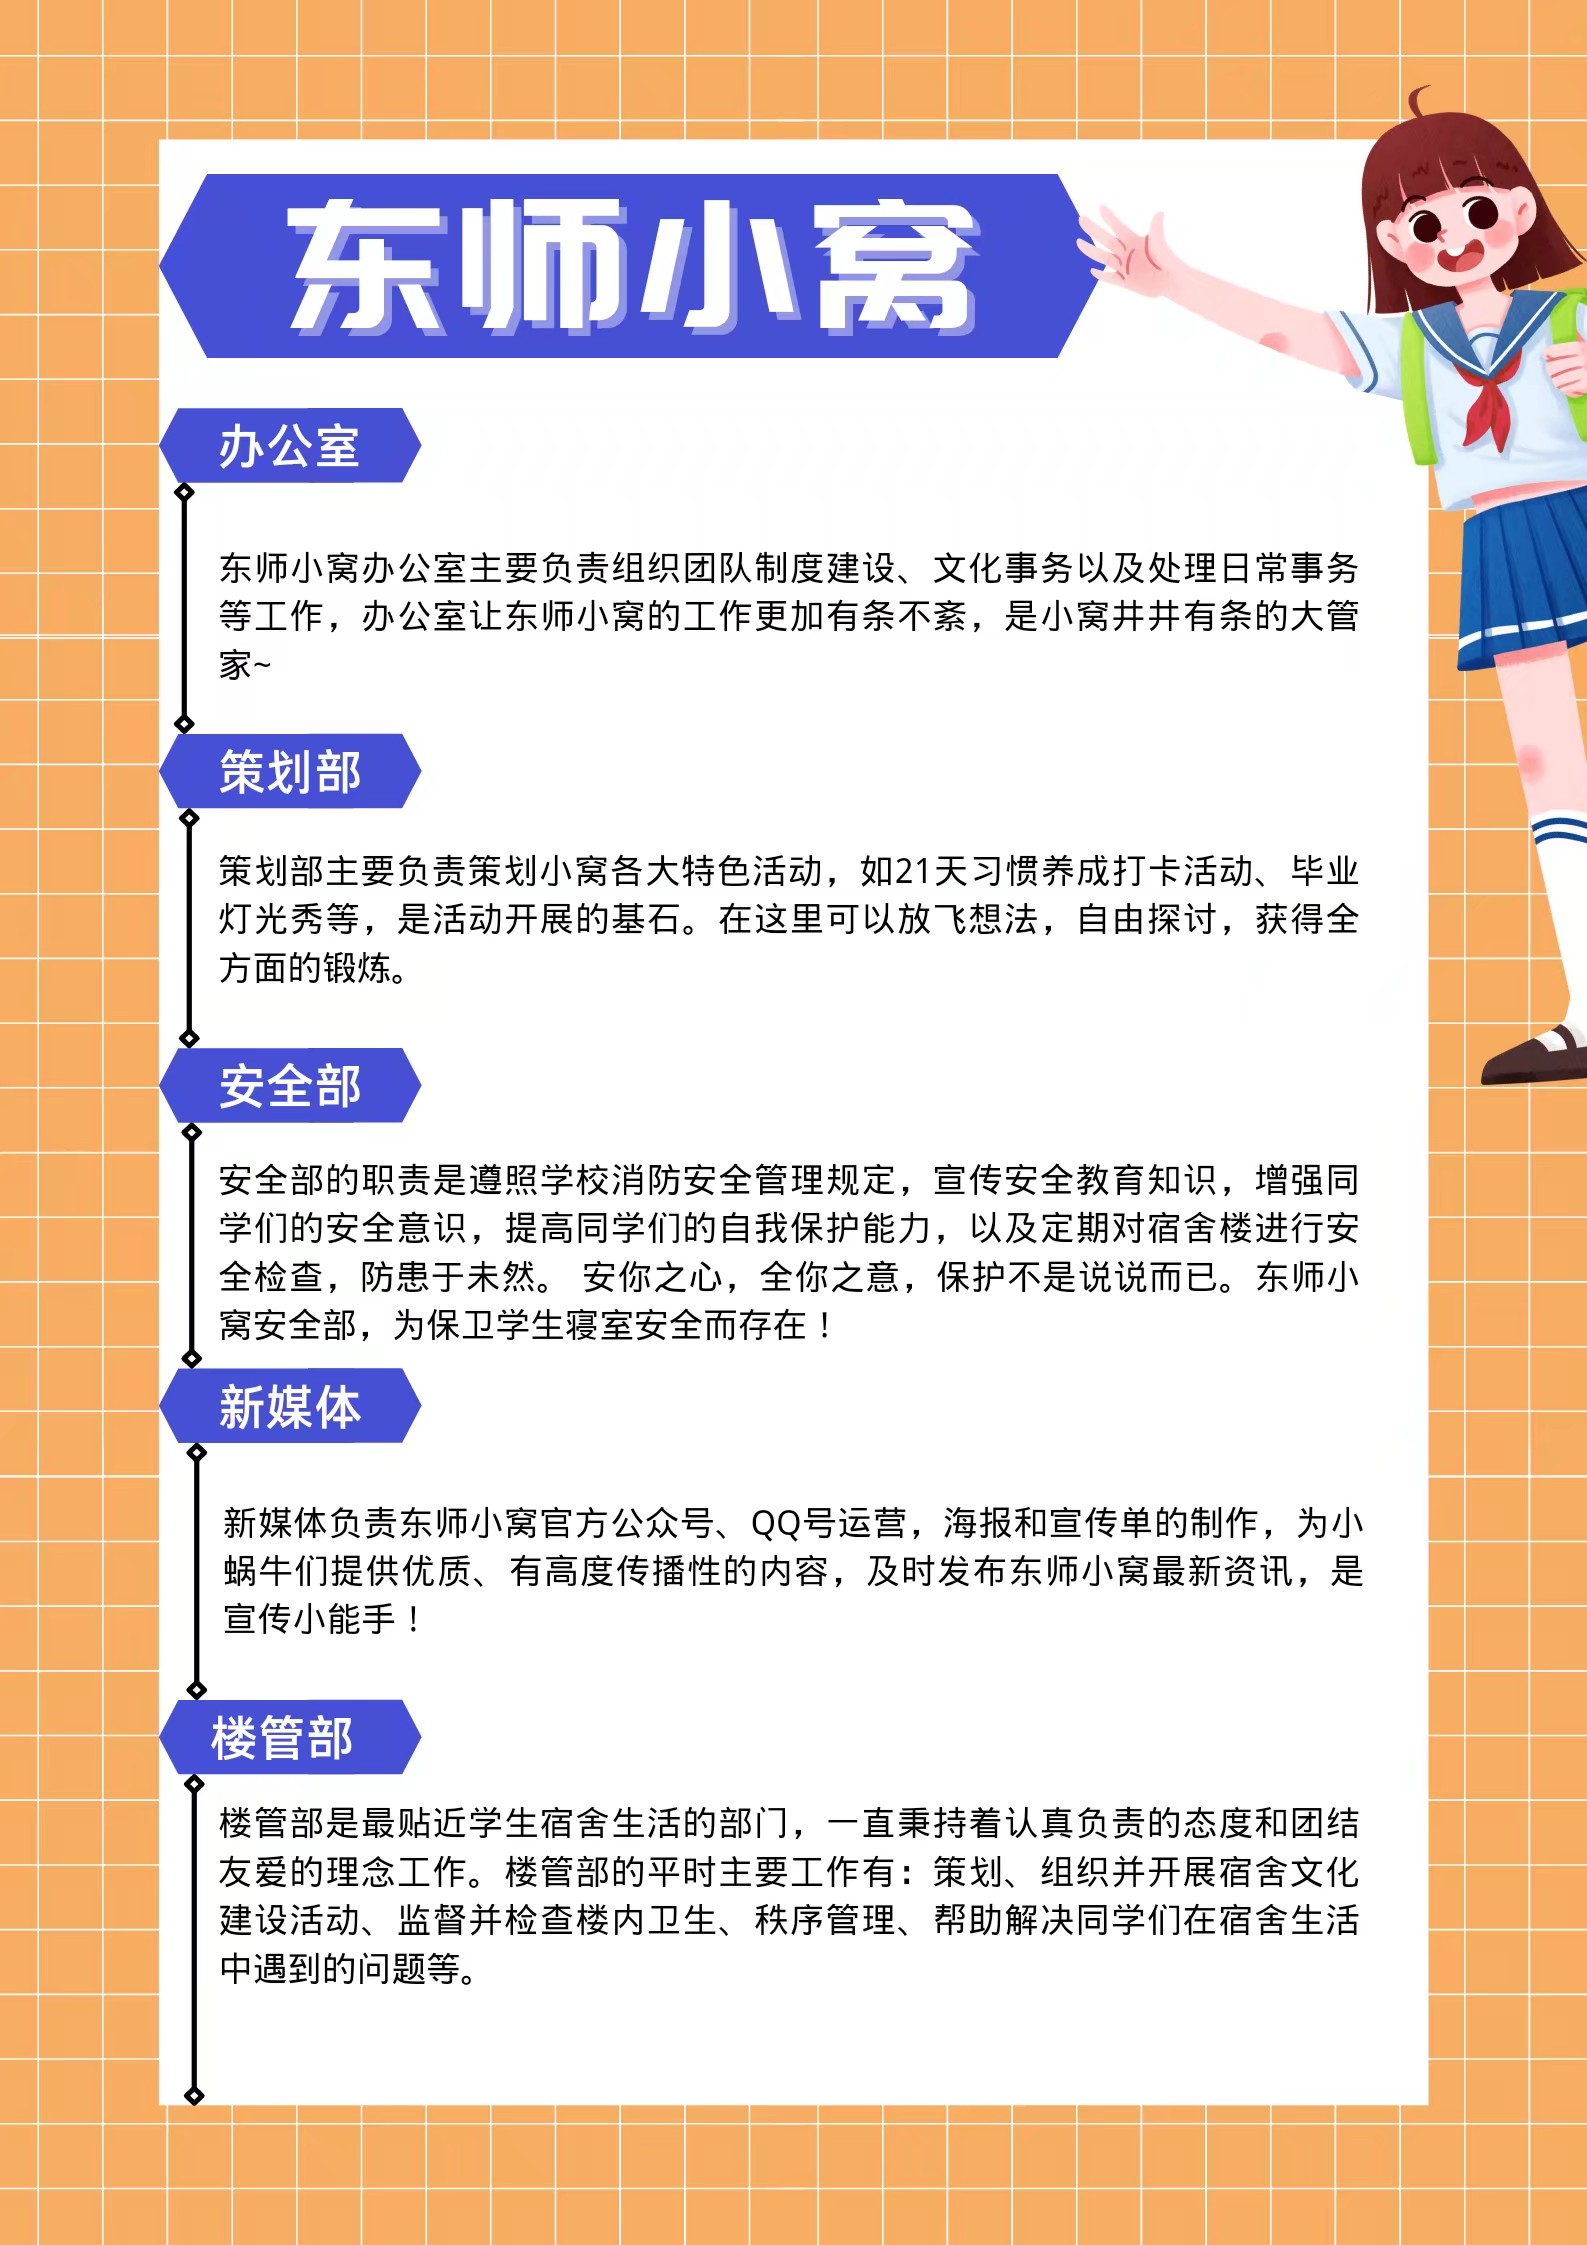 东师小窝
办公室
东师小窝办公室主要负责组织团队制度建设、文化事务以及处理日常事务
等工作，办公室让东师小窝的工作更加有条不紊，是小窝井井有条的大管
家~
策划部
策划部主要负责策划小窝各大特色活动，如21天习惯养成打卡活动、毕业
灯光秀等，是活动开展的基石。在这里可以放飞想法，自由探讨，获得全
方面的锻炼。
安全部
安全部的职责是遵照学校消防安全管理规定，宣传安全教育知识，增强同
学们的安全意识，提高同学们的自我保护能力，以及定期对宿舍楼进行安
全检查，防患于未然。 安你之心，全你之意，保护不是说说而已。东师小
窝安全部，为保卫学生寝室安全而存在！
新媒体
新媒体负责东师小窝官方公众号、QQ号运营，海报和宣传单的制作，为小
蜗牛们提供优质、有高度传播性的内容，及时发布东师小窝最新资讯，是
宣传小能手！
楼管部
楼管部是最贴近学生宿舍生活的部门，一直秉持着认真负责的态度和团结
友爱的理念工作。楼管部的平时主要工作有：策划、组织并开展宿舍文化
建设活动、监督并检查楼内卫生、秩序管理、帮助解决同学们在宿舍生活
中遇到的问题等。